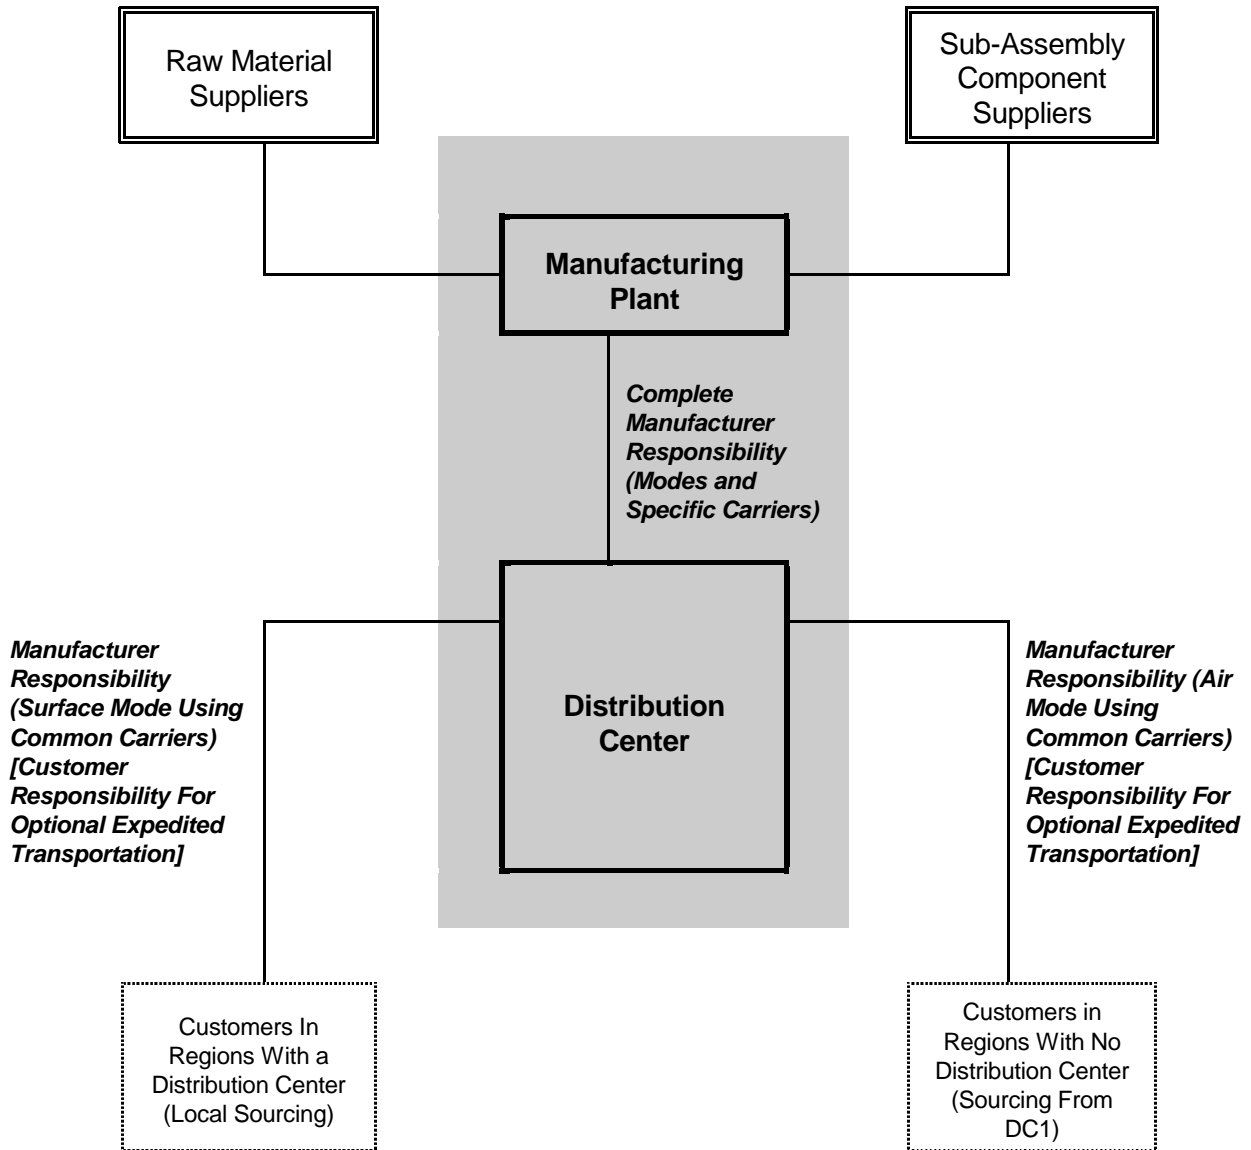 Raw Material
Suppliers
Sub-Assembly
Component
Suppliers
Manufacturing
Plant
Complete
Manufacturer
Responsibility
(Modes and
Specific Carriers)
Manufacturer
Responsibility
(Surface Mode Using
Common Carriers)
[Customer
Responsibility For
Optional Expedited
Transportation]
Distribution
Center
Manufacturer
Responsibility (Air
Mode Using
Common Carriers)
[Customer
Responsibility For
Optional Expedited
Transportation]
Customers In
Regions With a
Distribution Center
(Local Sourcing)
Customers in
Regions With No
Distribution Center
(Sourcing From
DC1)